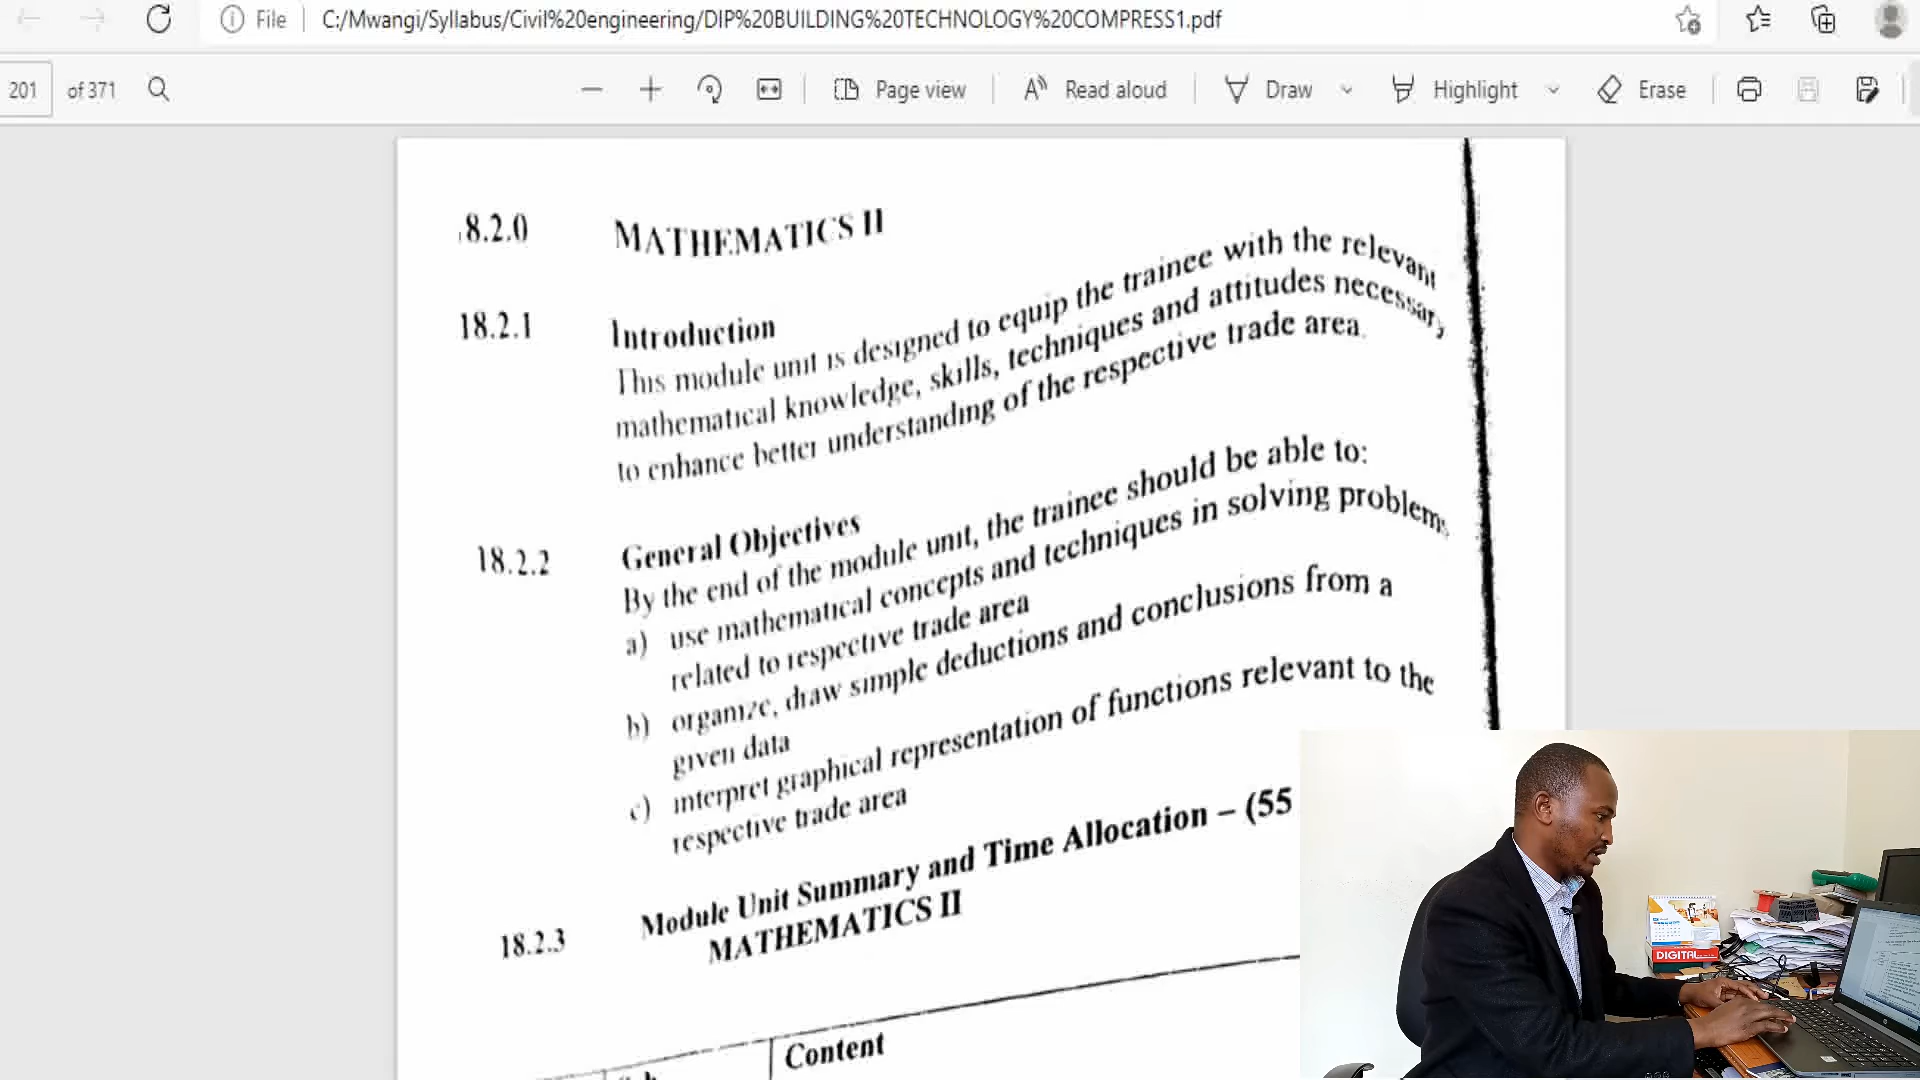 File C:/Mwangi/Syllabus/Civil%20engineering/DIP%20BUILDING%20TECHNOLOGY%20COMPRESS1.pdf
201 of 371 Page view Read aloud Draw Highlight Erase
8.2.0 MATHEMATICS II
18.2.1 Introduction
This module unit is designed to equip the trainee with the relevant
mathematical knowledge, skills, techniques and attitudes necessary
to enhance better understanding of the respective trade area.
18.2.2 General Objectives
By the end of the module unit, the trainee should be able to:
a) use mathematical concepts and techniques in solving problems
related to respective trade area
b) organize, draw simple deductions and conclusions from a
given data
c) interpret graphical representation of functions relevant to the
respective trade area
18.2.3 Module Unit Summary and Time Allocation – (55
MATHEMATICS II
Content
DIGITAL